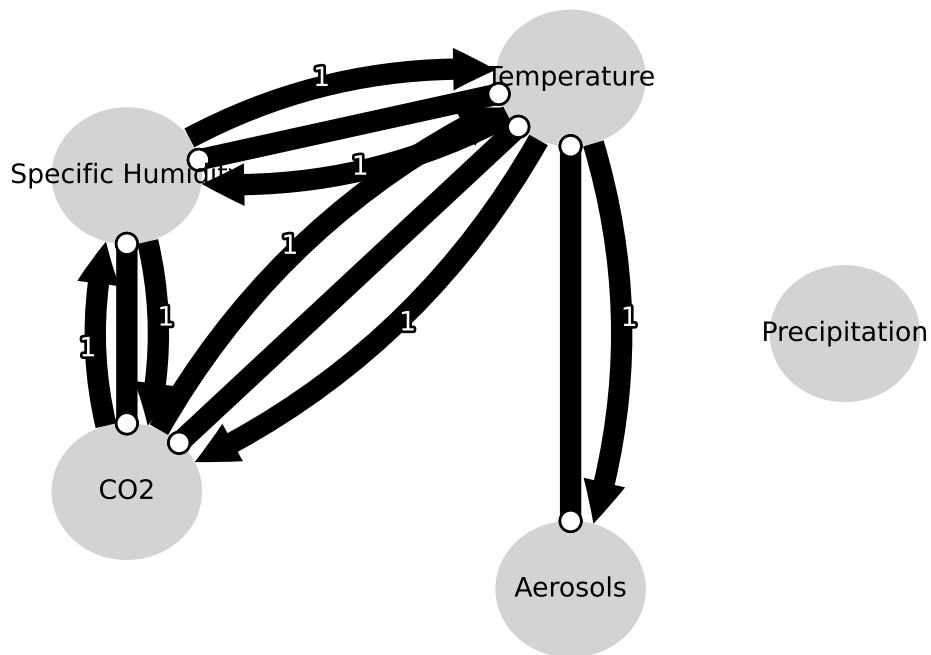 Temperature
1
1
Specific Humidity
1
1
1
1
Precipitation
1
CO2
Aerosols